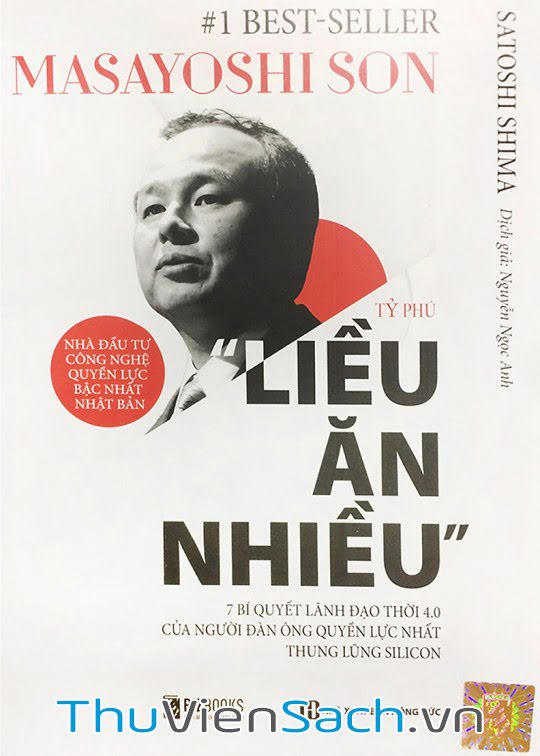 #1 BEST-SELLER
MASAYOSHI SON
SATOSHI SHIMA
Dịch giả: Nguyễn Ngọc Anh
TỶ PHÚ
NHÀ ĐẦU TƯ
CÔNG NGHỆ
QUYỀN LỰC
BẬC NHẤT
NHẬT BẢN
"LIỀU
ĂN
NHIỀU"
7 BÍ QUYẾT LÃNH ĐẠO THỜI 4.0
CỦA NGƯỜI ĐÀN ÔNG QUYỀN LỰC NHẤT
THUNG LŨNG SILICON
ThuVienSach.vn